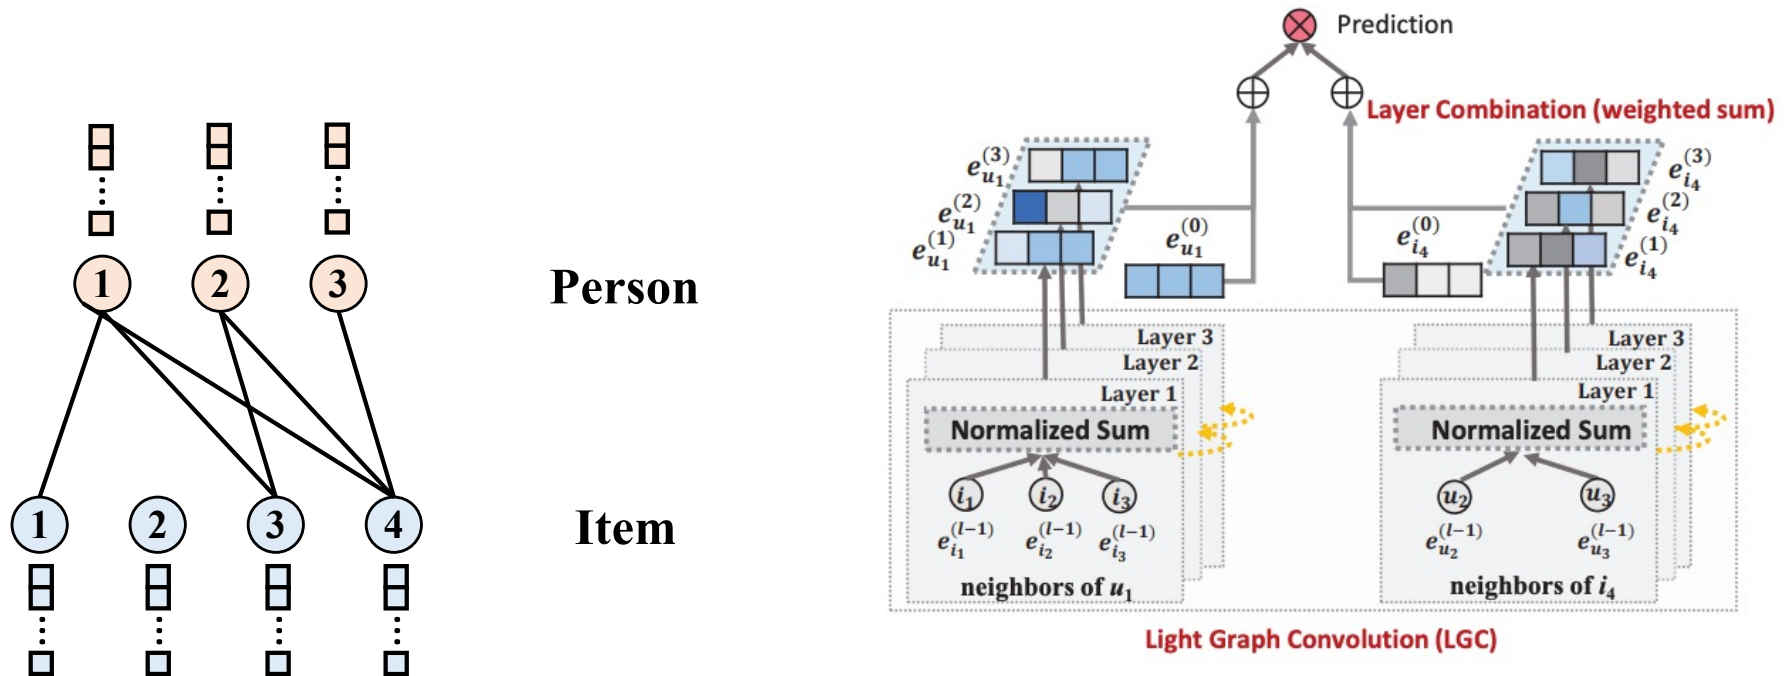 1 2 3
Person
1 2 3 4
Item
Prediction
Layer Combination (weighted sum)
e_{u_1}^{(3)}
e_{u_1}^{(2)}
e_{u_1}^{(1)}
e_{u_1}^{(0)}
e_{i_4}^{(0)}
e_{i_4}^{(3)}
e_{i_4}^{(2)}
e_{i_4}^{(1)}
Layer 3
Layer 2
Layer 1
Normalized Sum
i_1 i_2 i_3
e_{i_1}^{(l-1)} e_{i_2}^{(l-1)} e_{i_3}^{(l-1)}
neighbors of u_1
Layer 3
Layer 2
Layer 1
Normalized Sum
u_2 u_3
e_{u_2}^{(l-1)} e_{u_3}^{(l-1)}
neighbors of i_4
Light Graph Convolution (LGC)